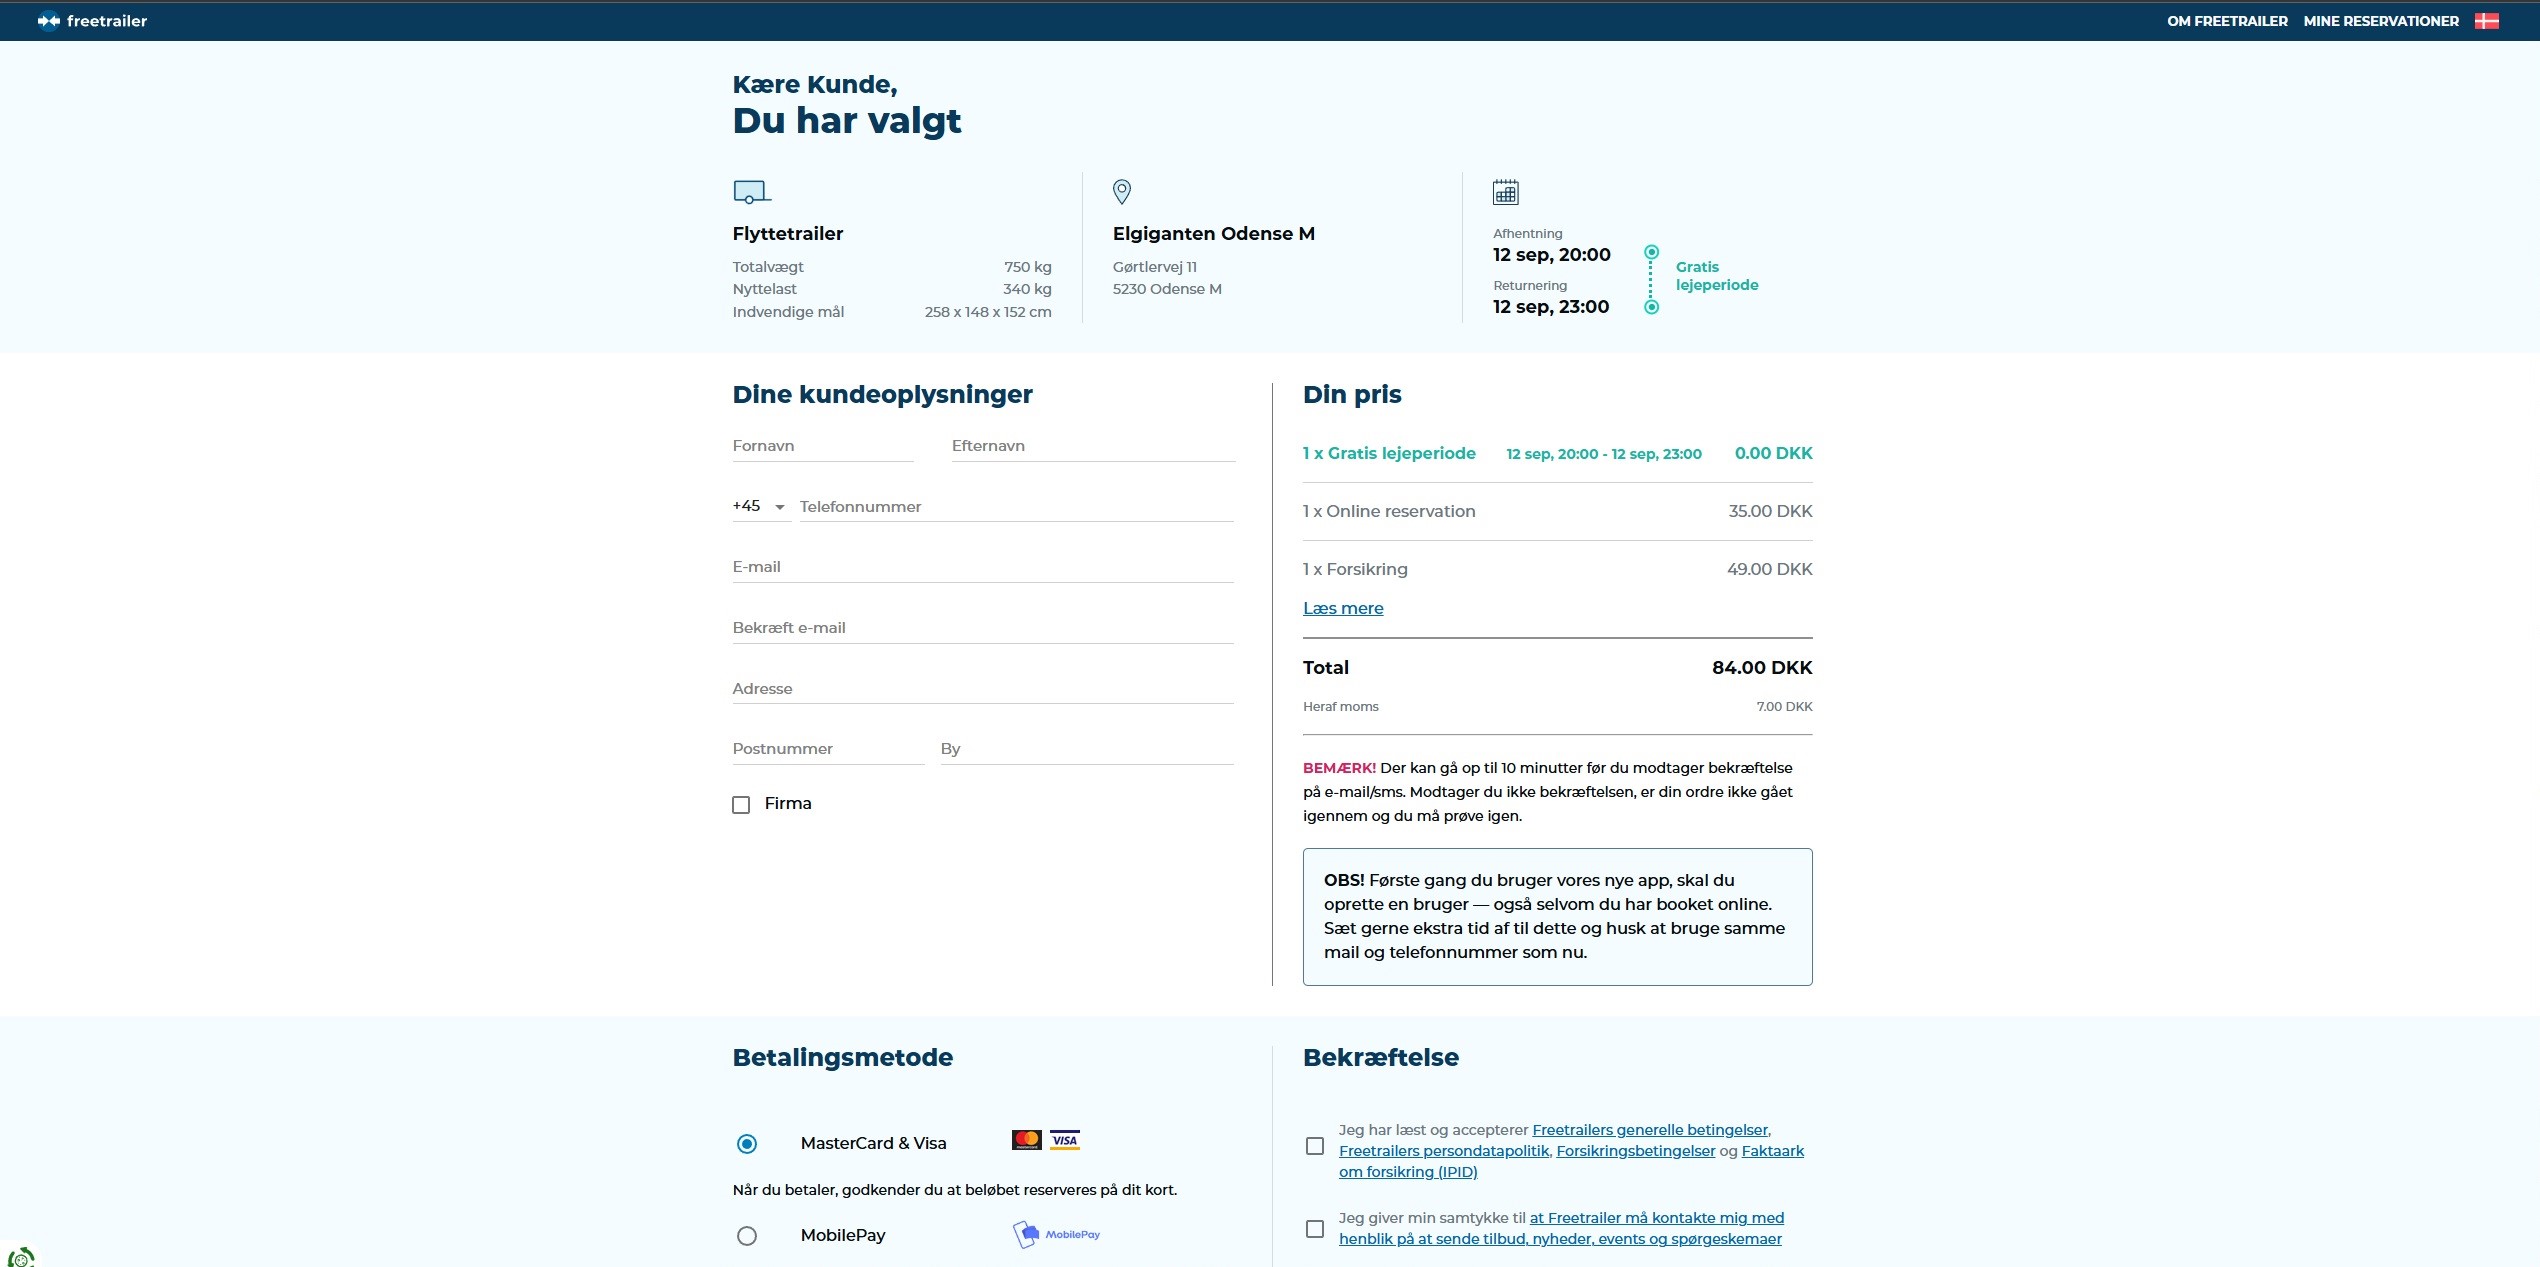 freetrailer
OM FREETRAILER MINE RESERVATIONER
Kære Kunde,
Du har valgt
Flyttetrailer
Totalvægt 750 kg
Nyttelast 340 kg
Indvendige mål 258 x 148 x 152 cm
Elgiganten Odense M
Gørtlervej 11
5230 Odense M
Afhentning
12 sep, 20:00
Returnering
12 sep, 23:00
Gratis
lejeperiode
Dine kundeoplysninger
Fornavn Efternavn
+45 Telefonnummer
E-mail
Bekræft e-mail
Adresse
Postnummer By
Firma
Din pris
1 x Gratis lejeperiode 12 sep, 20:00 - 12 sep, 23:00 0.00 DKK
1 x Online reservation 35.00 DKK
1 x Forsikring 49.00 DKK
Læs mere
Total 84.00 DKK
Heraf moms 7.00 DKK
BEMÆRK! Der kan gå op til 10 minutter før du modtager bekræftelse
på e-mail/sms. Modtager du ikke bekræftelsen, er din ordre ikke gået
igennem og du må prøve igen.
OBS! Første gang du bruger vores nye app, skal du
oprette en bruger — også selvom du har booket online.
Sæt gerne ekstra tid af til dette og husk at bruge samme
mail og telefonnummer som nu.
Betalingsmetode
MasterCard & Visa VISA
Når du betaler, godkender du at beløbet reserveres på dit kort.
MobilePay MobilePay
Bekræftelse
Jeg har læst og accepterer Freetrailers generelle betingelser,
Freetrailers persondatapolitik, Forsikringsbetingelser og Faktaark
om forsikring (IPID)
Jeg giver min samtykke til at Freetrailer må kontakte mig med
henblik på at sende tilbud, nyheder, events og spørgeskemaer